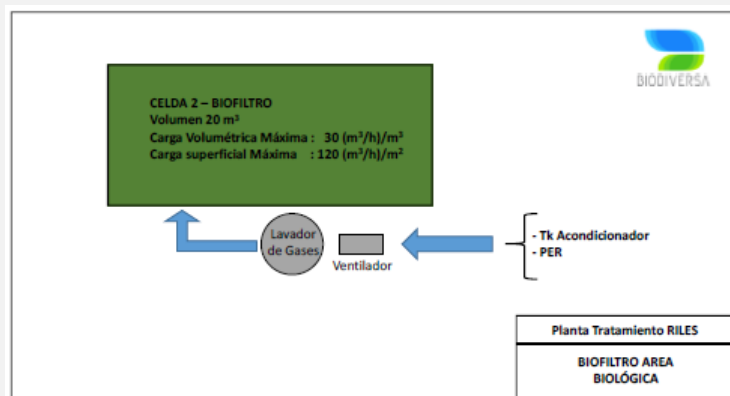 BIODIVERSA
CELDA 2 – BIOFILTRO
Volumen 20 m³
Carga Volumétrica Máxima : 30 (m³/h)/m³
Carga superficial Máxima : 120 (m³/h)/m²
Lavador
de Gases
Ventilador
- Tk Acondicionador
- PER
Planta Tratamiento RILES
BIOFILTRO AREA
BIOLÓGICA